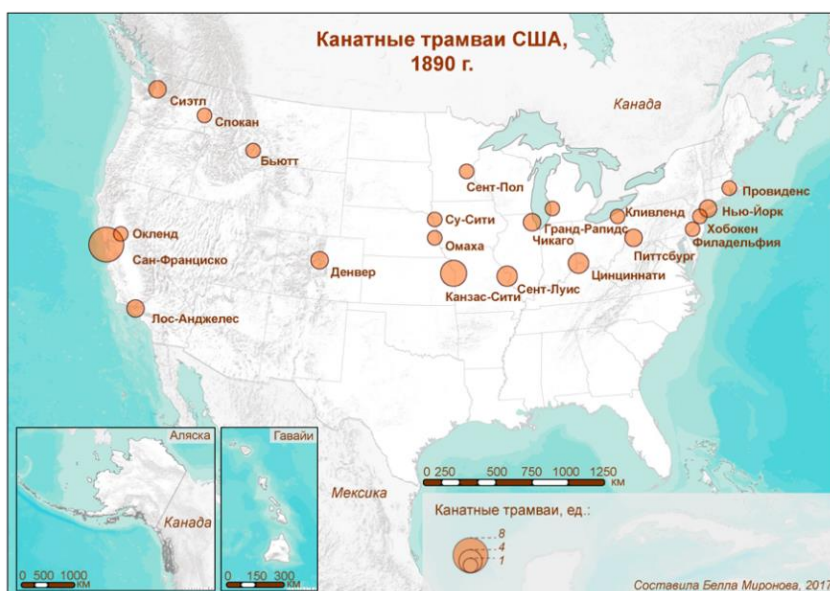 Канатные трамваи США,
1890 г.
Канада
Сиэтл
Спокан
Бьютт
Сент-Пол
Провиденс
Су-Сити
Кливленд
Нью-Йорк
Окленд
Гранд-Рапидс
Хобокен
Омаха
Чикаго
Филадельфия
Сан-Франциско
Питтсбург
Денвер
Цинциннати
Сент-Луис
Канзас-Сити
Лос-Анджелес
Аляска
Гавайи
0 250 500 750 1000 1250
км
Мексика
Канатные трамваи, ед.:
8
4
1
Канада
0 500 1000
км
0 150 300
км
Составила Белла Миронова, 2017